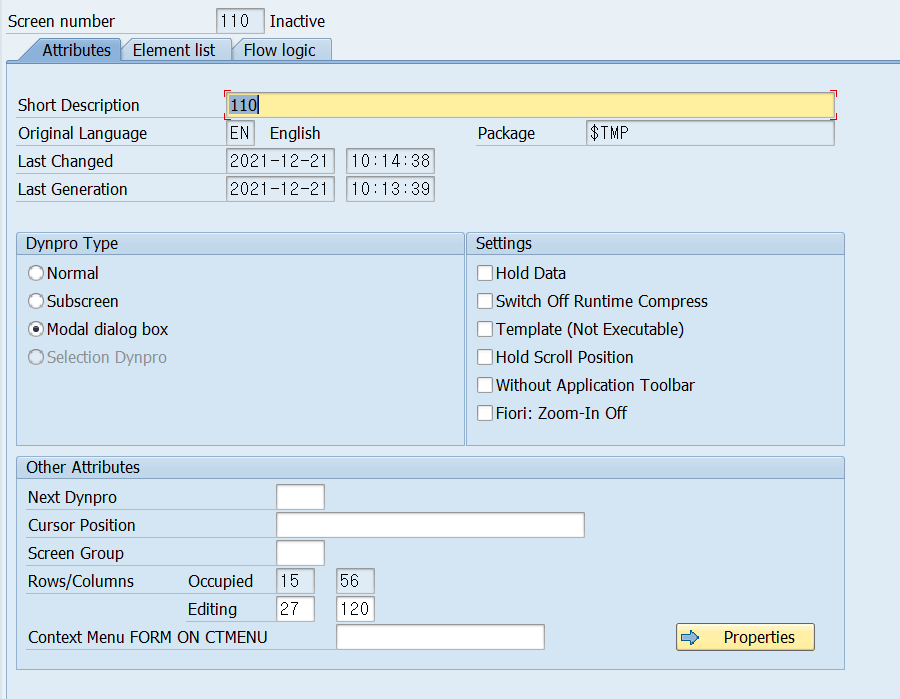 Screen number 110 Inactive
Attributes Element list Flow logic
Short Description 110
Original Language EN English Package $TMP
Last Changed 2021-12-21 10:14:38
Last Generation 2021-12-21 10:13:39
Dynpro Type
Normal
Subscreen
Modal dialog box
Selection Dynpro
Settings
Hold Data
Switch Off Runtime Compress
Template (Not Executable)
Hold Scroll Position
Without Application Toolbar
Fiori: Zoom-In Off
Other Attributes
Next Dynpro
Cursor Position
Screen Group
Rows/Columns Occupied 15 56
Editing 27 120
Context Menu FORM ON CTMENU
Properties